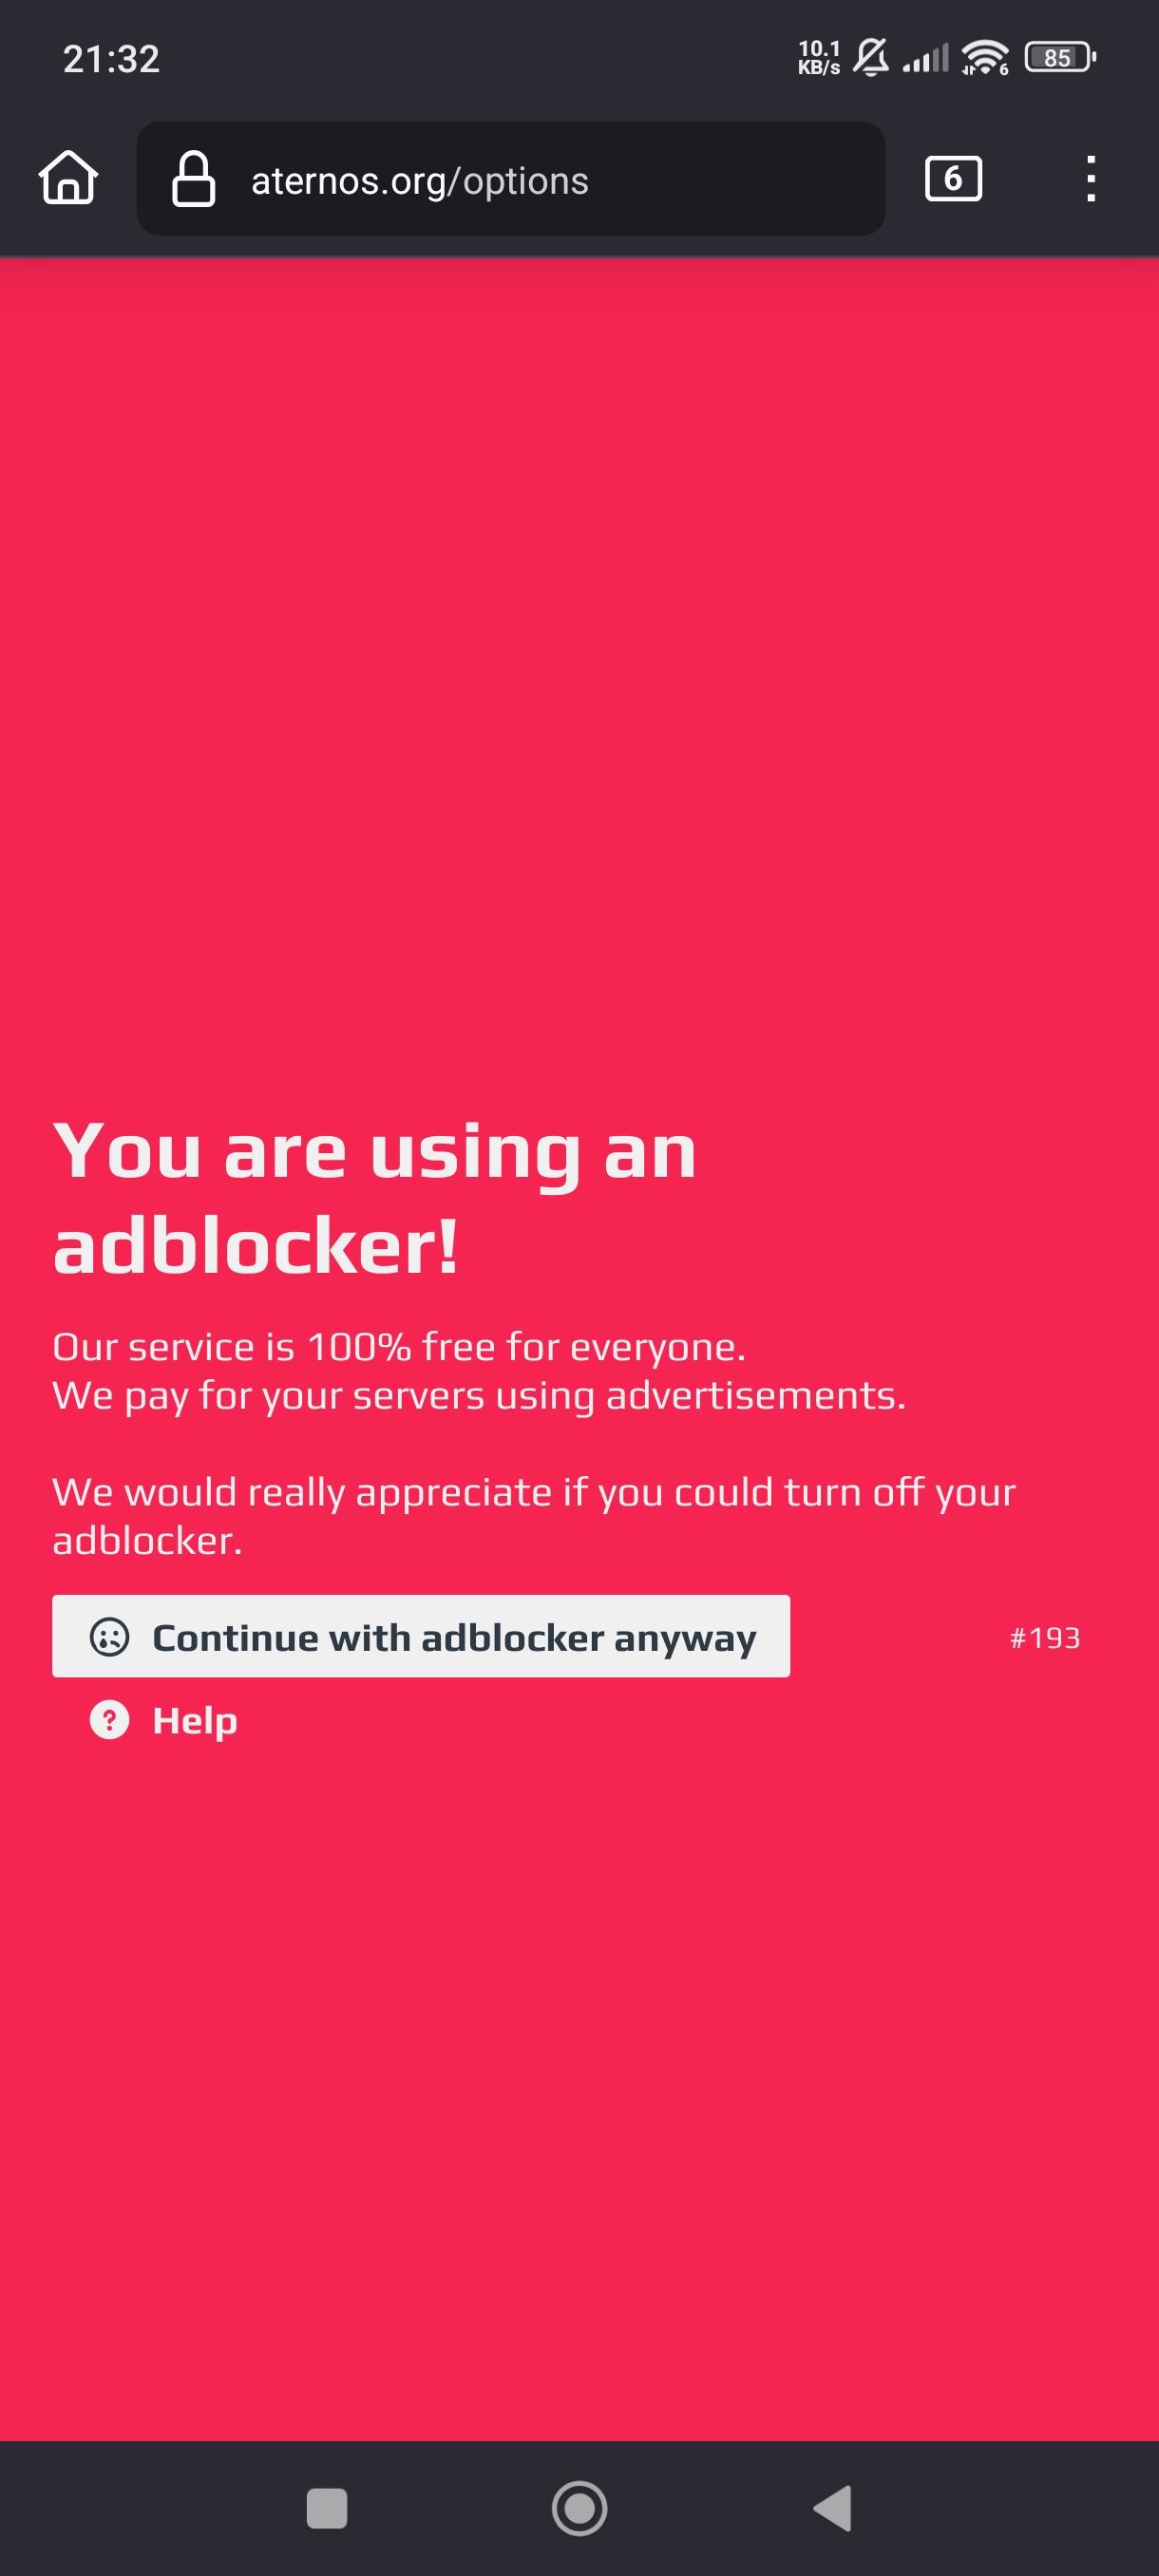 21:32
10.1
KB/s
6
85
aternos.org/options
6
You are using an
adblocker!
Our service is 100% free for everyone.
We pay for your servers using advertisements.
We would really appreciate if you could turn off your
adblocker.
Continue with adblocker anyway
#193
? Help